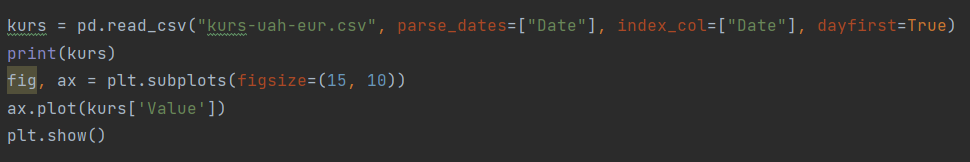 kurs = pd.read_csv("kurs-uah-eur.csv", parse_dates=["Date"], index_col=["Date"], dayfirst=True)
print(kurs)
fig, ax = plt.subplots(figsize=(15, 10))
ax.plot(kurs['Value'])
plt.show()